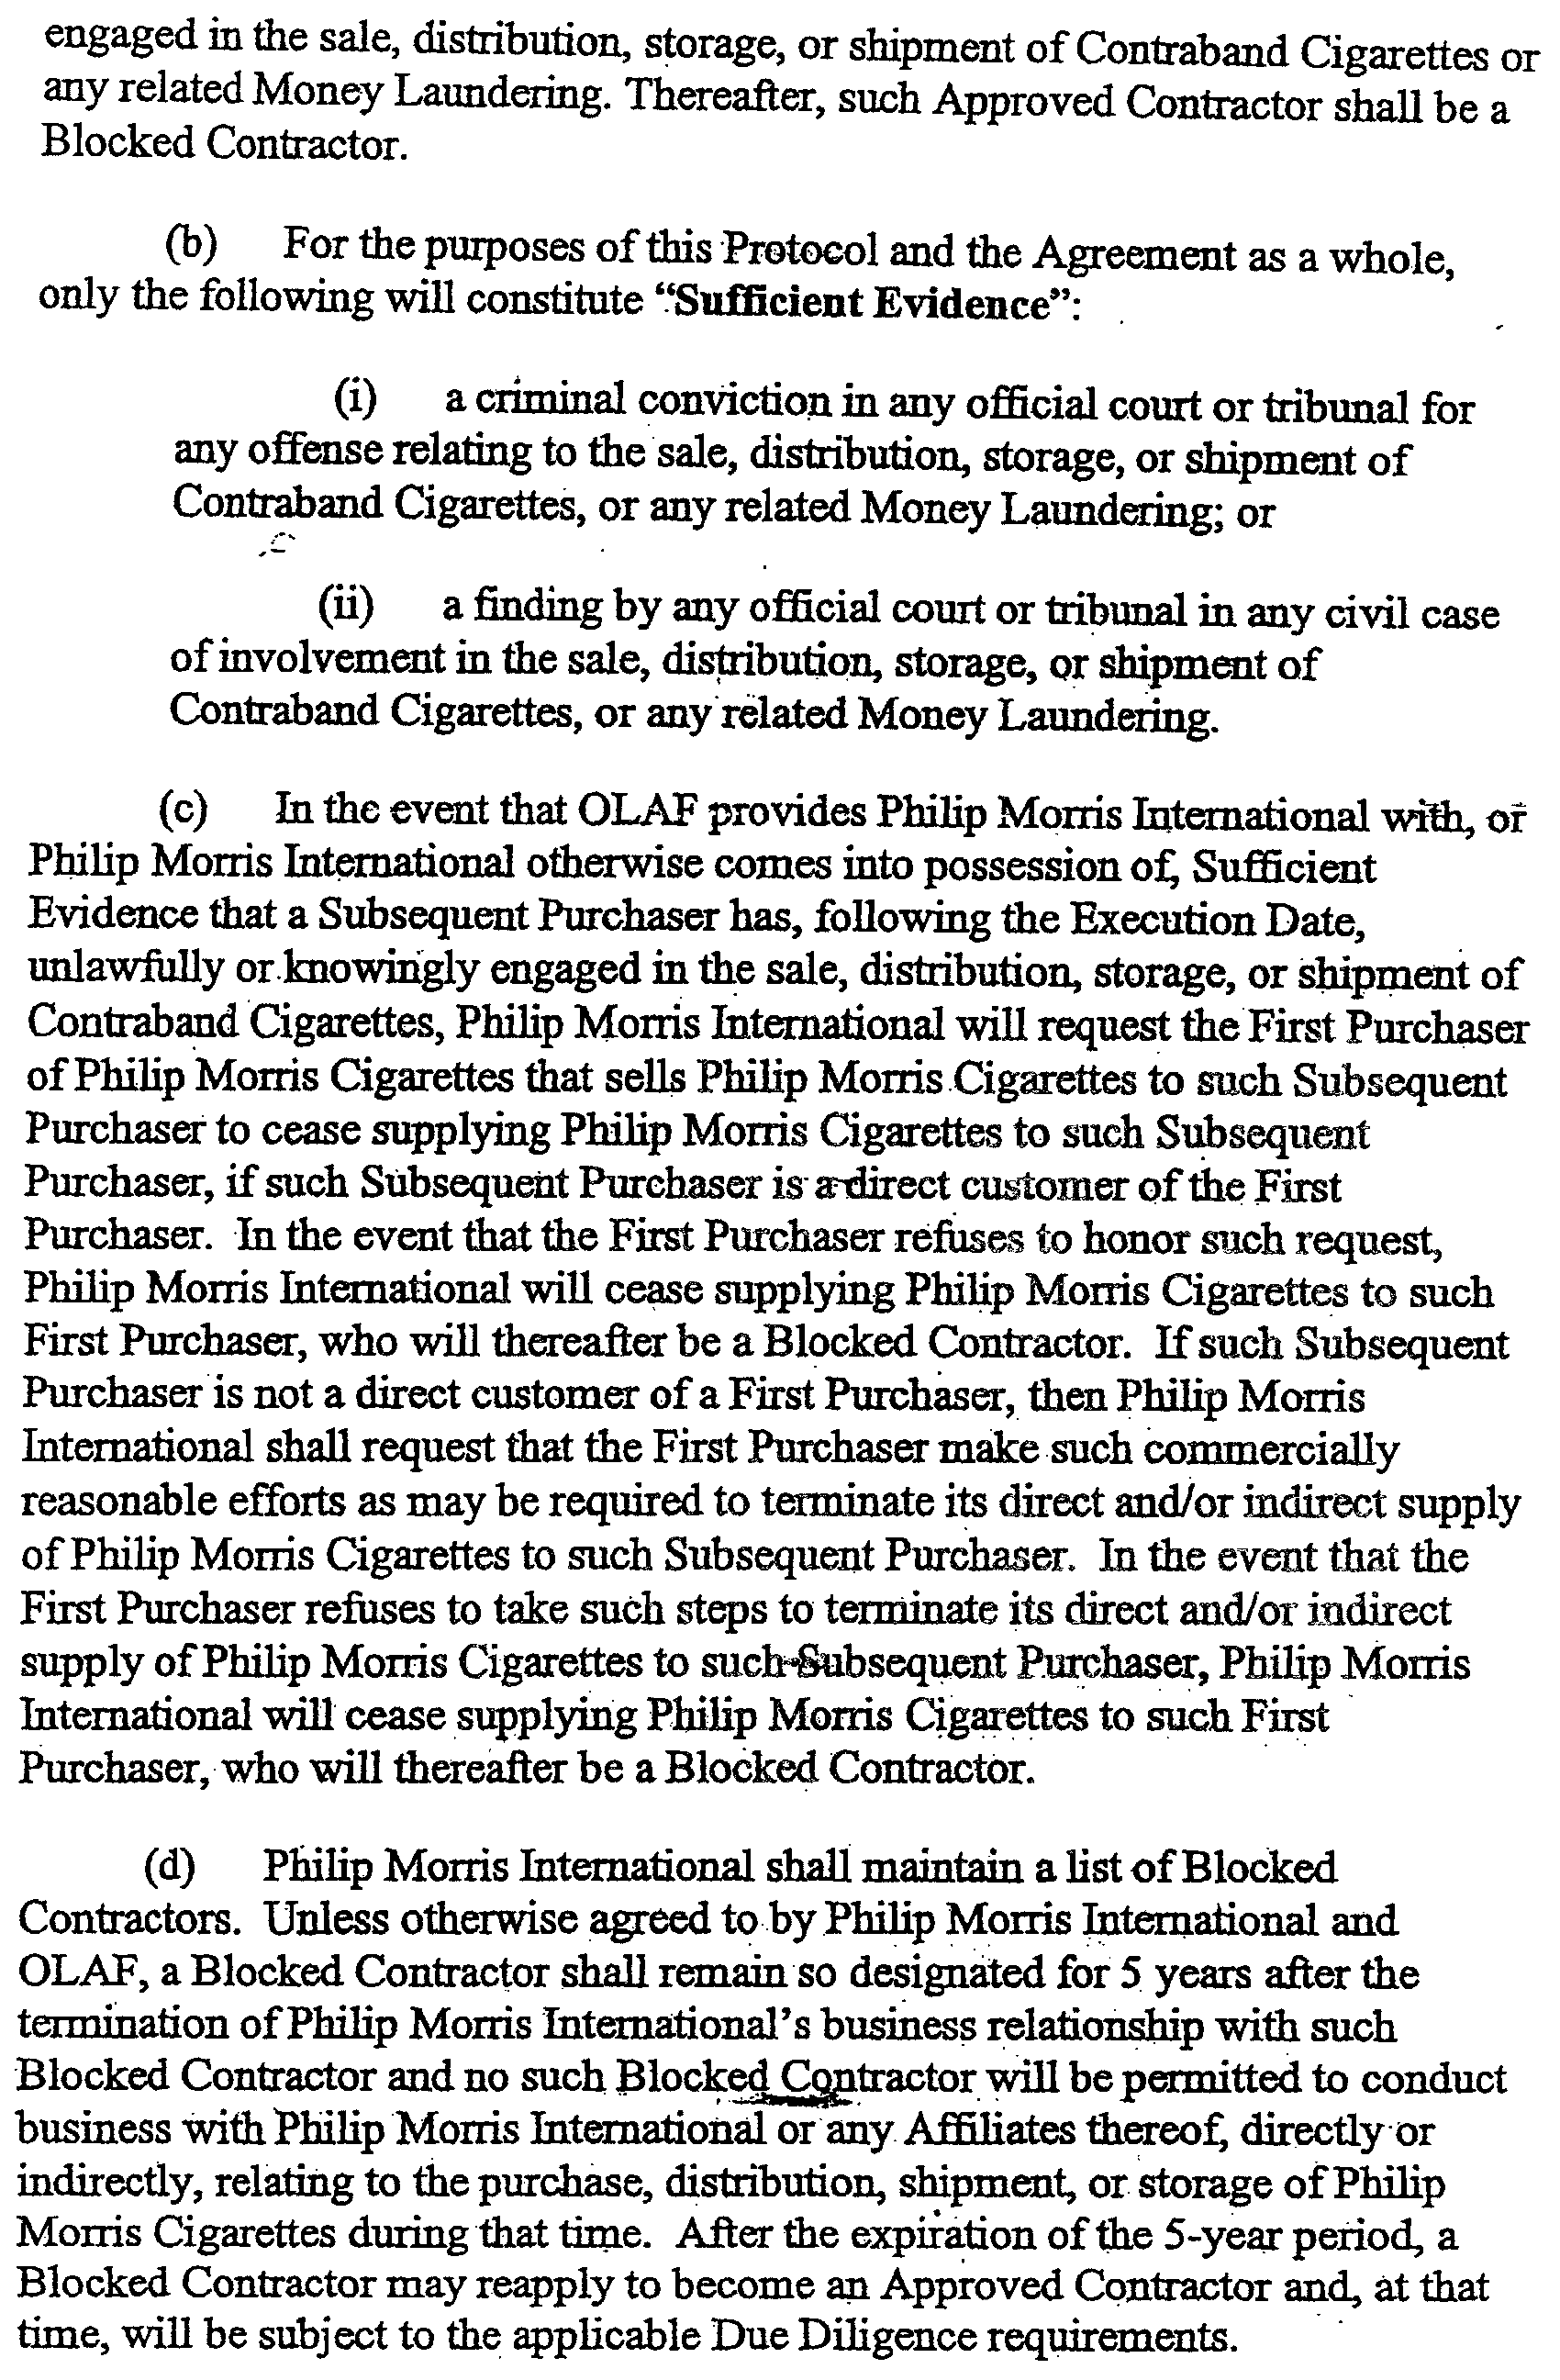 engaged in the sale, distribution, storage, or shipment of Contraband Cigarettes or
any related Money Laundering. Thereafter, such Approved Contractor shall be a
Blocked Contractor.
(b) For the purposes of this Protocol and the Agreement as a whole,
only the following will constitute “Sufficient Evidence”:
(i) a criminal conviction in any official court or tribunal for
any offense relating to the sale, distribution, storage, or shipment of
Contraband Cigarettes, or any related Money Laundering; or
(ii) a finding by any official court or tribunal in any civil case
of involvement in the sale, distribution, storage, or shipment of
Contraband Cigarettes, or any related Money Laundering.
(c) In the event that OLAF provides Philip Morris International with, or
Philip Morris International otherwise comes into possession of, Sufficient
Evidence that a Subsequent Purchaser has, following the Execution Date,
unlawfully or knowingly engaged in the sale, distribution, storage, or shipment of
Contraband Cigarettes, Philip Morris International will request the First Purchaser
of Philip Morris Cigarettes that sells Philip Morris Cigarettes to such Subsequent
Purchaser to cease supplying Philip Morris Cigarettes to such Subsequent
Purchaser, if such Subsequent Purchaser is a direct customer of the First
Purchaser. In the event that the First Purchaser refuses to honor such request,
Philip Morris International will cease supplying Philip Morris Cigarettes to such
First Purchaser, who will thereafter be a Blocked Contractor. If such Subsequent
Purchaser is not a direct customer of a First Purchaser, then Philip Morris
International shall request that the First Purchaser make such commercially
reasonable efforts as may be required to terminate its direct and/or indirect supply
of Philip Morris Cigarettes to such Subsequent Purchaser. In the event that the
First Purchaser refuses to take such steps to terminate its direct and/or indirect
supply of Philip Morris Cigarettes to such Subsequent Purchaser, Philip Morris
International will cease supplying Philip Morris Cigarettes to such First
Purchaser, who will thereafter be a Blocked Contractor.
(d) Philip Morris International shall maintain a list of Blocked
Contractors. Unless otherwise agreed to by Philip Morris International and
OLAF, a Blocked Contractor shall remain so designated for 5 years after the
termination of Philip Morris International’s business relationship with such
Blocked Contractor and no such Blocked Contractor will be permitted to conduct
business with Philip Morris International or any Affiliates thereof, directly or
indirectly, relating to the purchase, distribution, shipment, or storage of Philip
Morris Cigarettes during that time. After the expiration of the 5-year period, a
Blocked Contractor may reapply to become an Approved Contractor and, at that
time, will be subject to the applicable Due Diligence requirements.